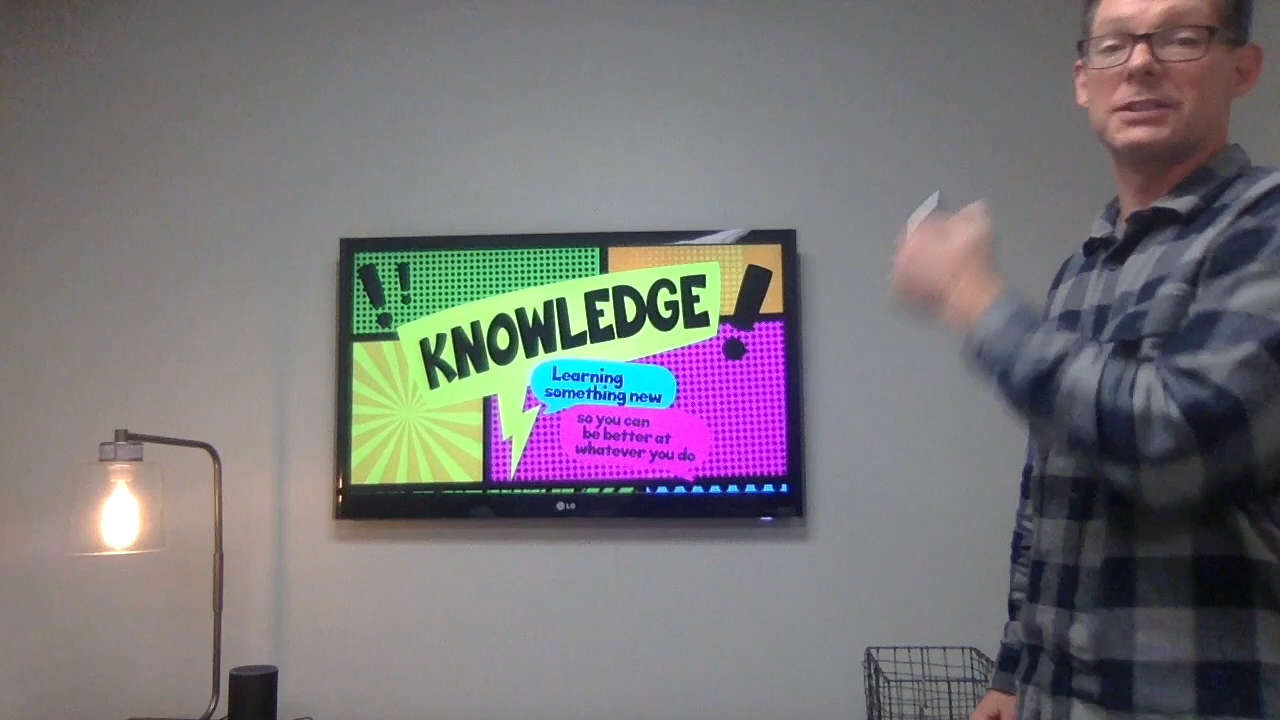 !! KNOWLEDGE!
Learning
something new
so you can
be better at
whatever you do
LG